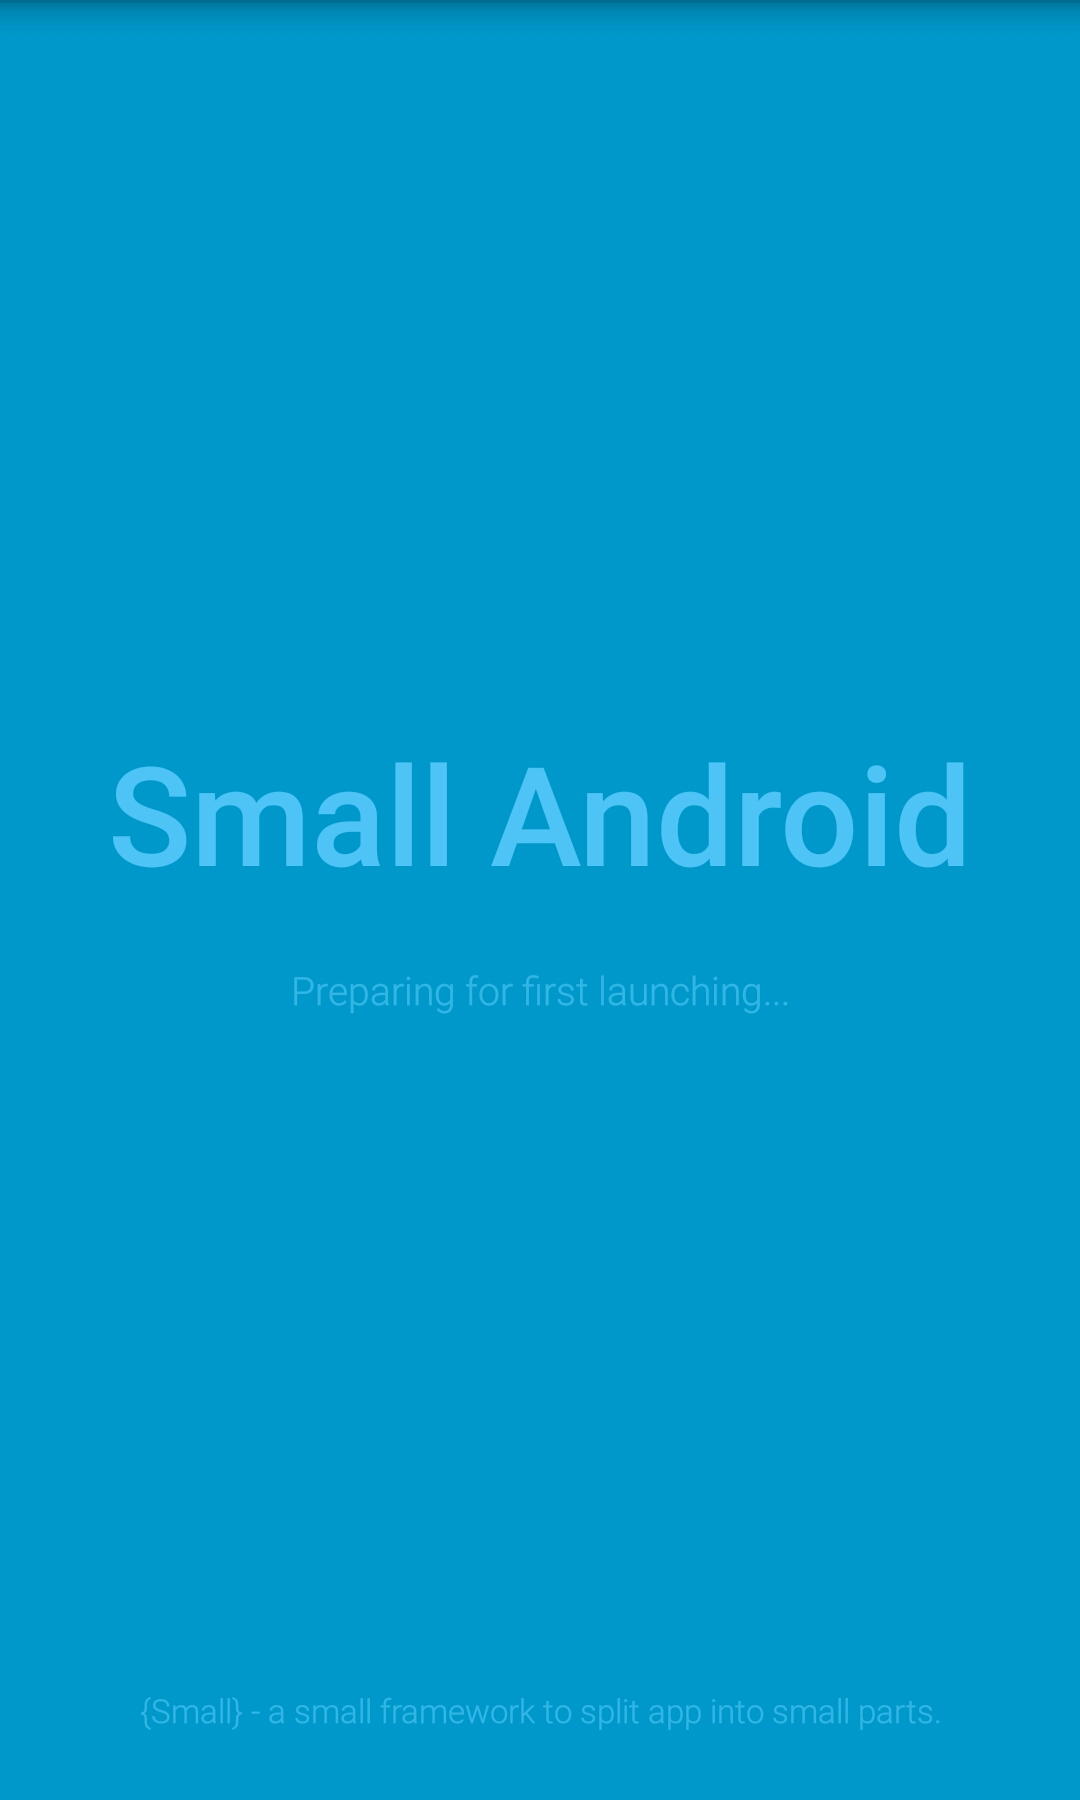 Small Android
Preparing for first launching...
{Small} - a small framework to split app into small parts.